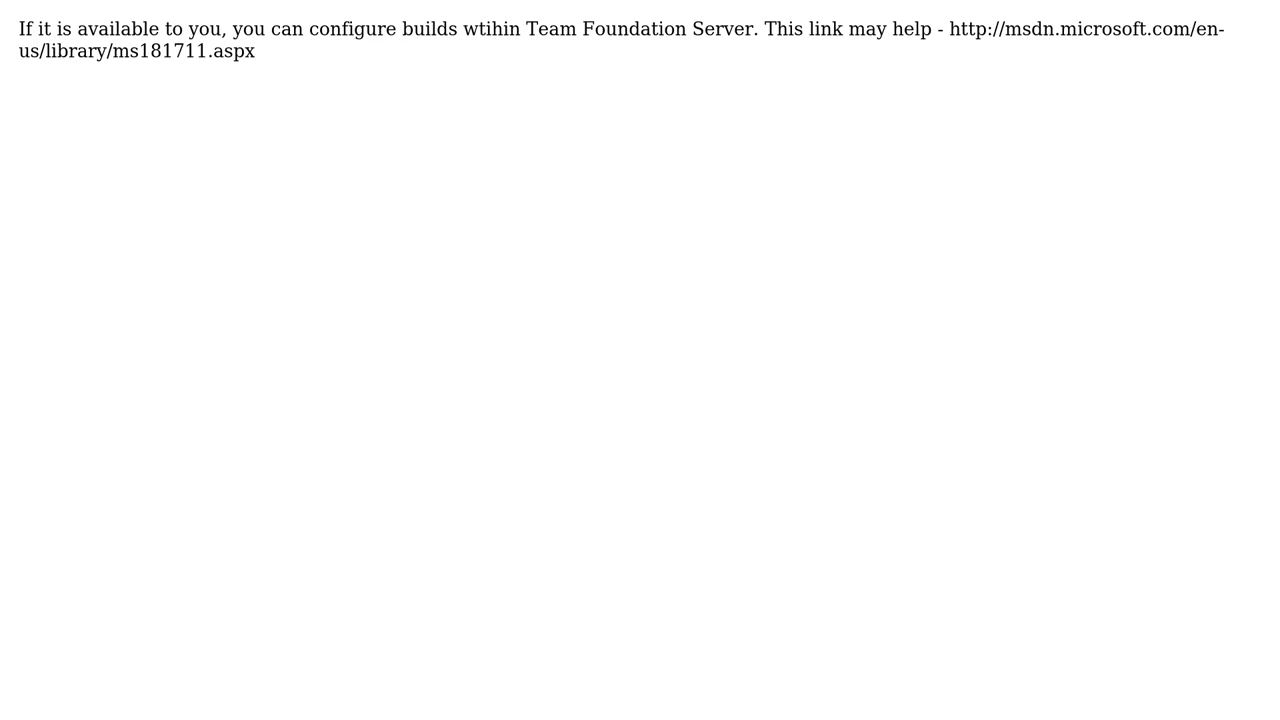 If it is available to you, you can configure builds wtihin Team Foundation Server. This link may help - http://msdn.microsoft.com/en-
us/library/ms181711.aspx